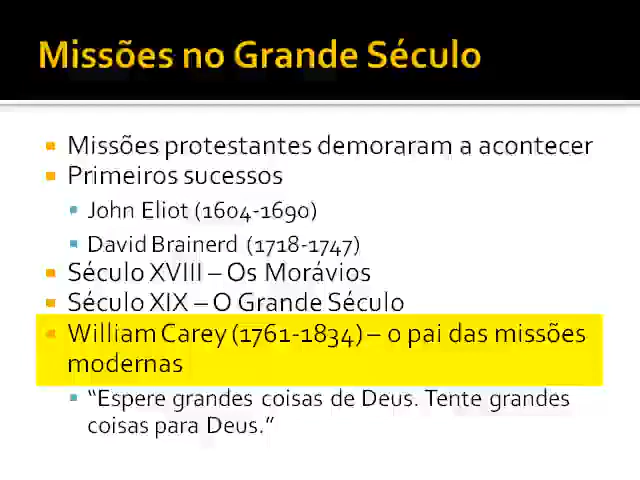 Missões no Grande Século
Missões protestantes demoraram a acontecer
Primeiros sucessos
John Eliot (1604-1690)
David Brainerd (1718-1747)
Século XVIII – Os Morávios
Século XIX – O Grande Século
William Carey (1761-1834) – o pai das missões
modernas
“Espere grandes coisas de Deus. Tente grandes
coisas para Deus.”